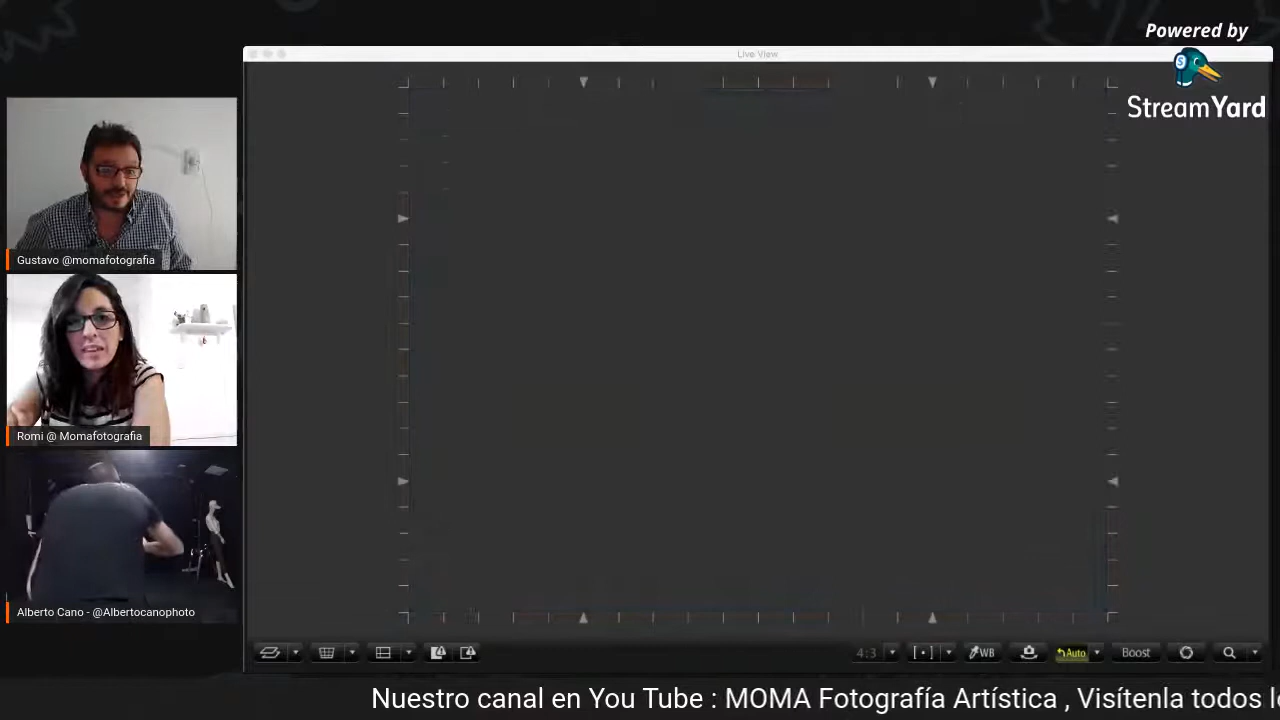 Powered by
StreamYard
Live View
Gustavo @momafotografia
Romi @ Momafotografia
Alberto Cano - @Albertocanophoto
4:3
WB
Auto
Boost
Nuestro canal en You Tube : MOMA Fotografía Artística , Visítenla todos l